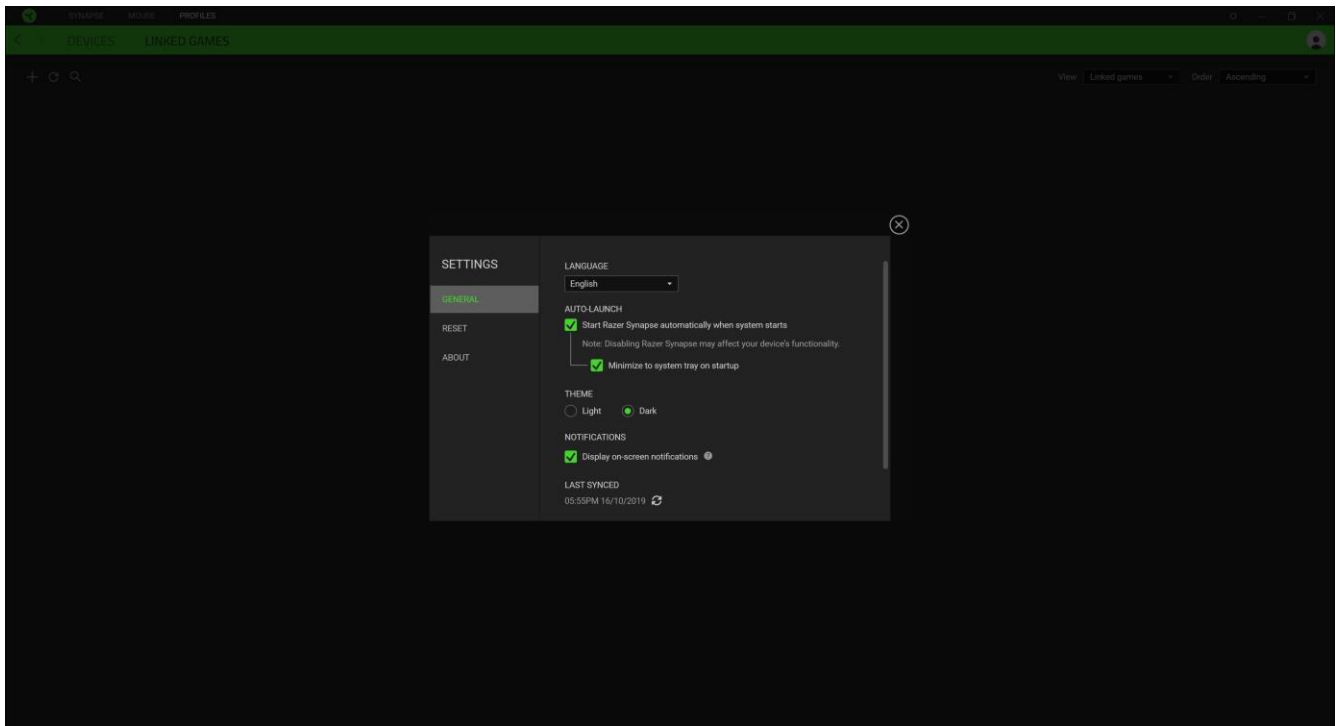 SYNAPSE MOUSE PROFILES
DEVICES LINKED GAMES
View Linked games Order Ascending
SETTINGS
GENERAL
RESET
ABOUT
LANGUAGE
English
AUTO-LAUNCH
Start Razer Synapse automatically when system starts
Note: Disabling Razer Synapse may affect your device's functionality.
Minimize to system tray on startup
THEME
Light Dark
NOTIFICATIONS
Display on-screen notifications ?
LAST SYNCED
05:55PM 16/10/2019